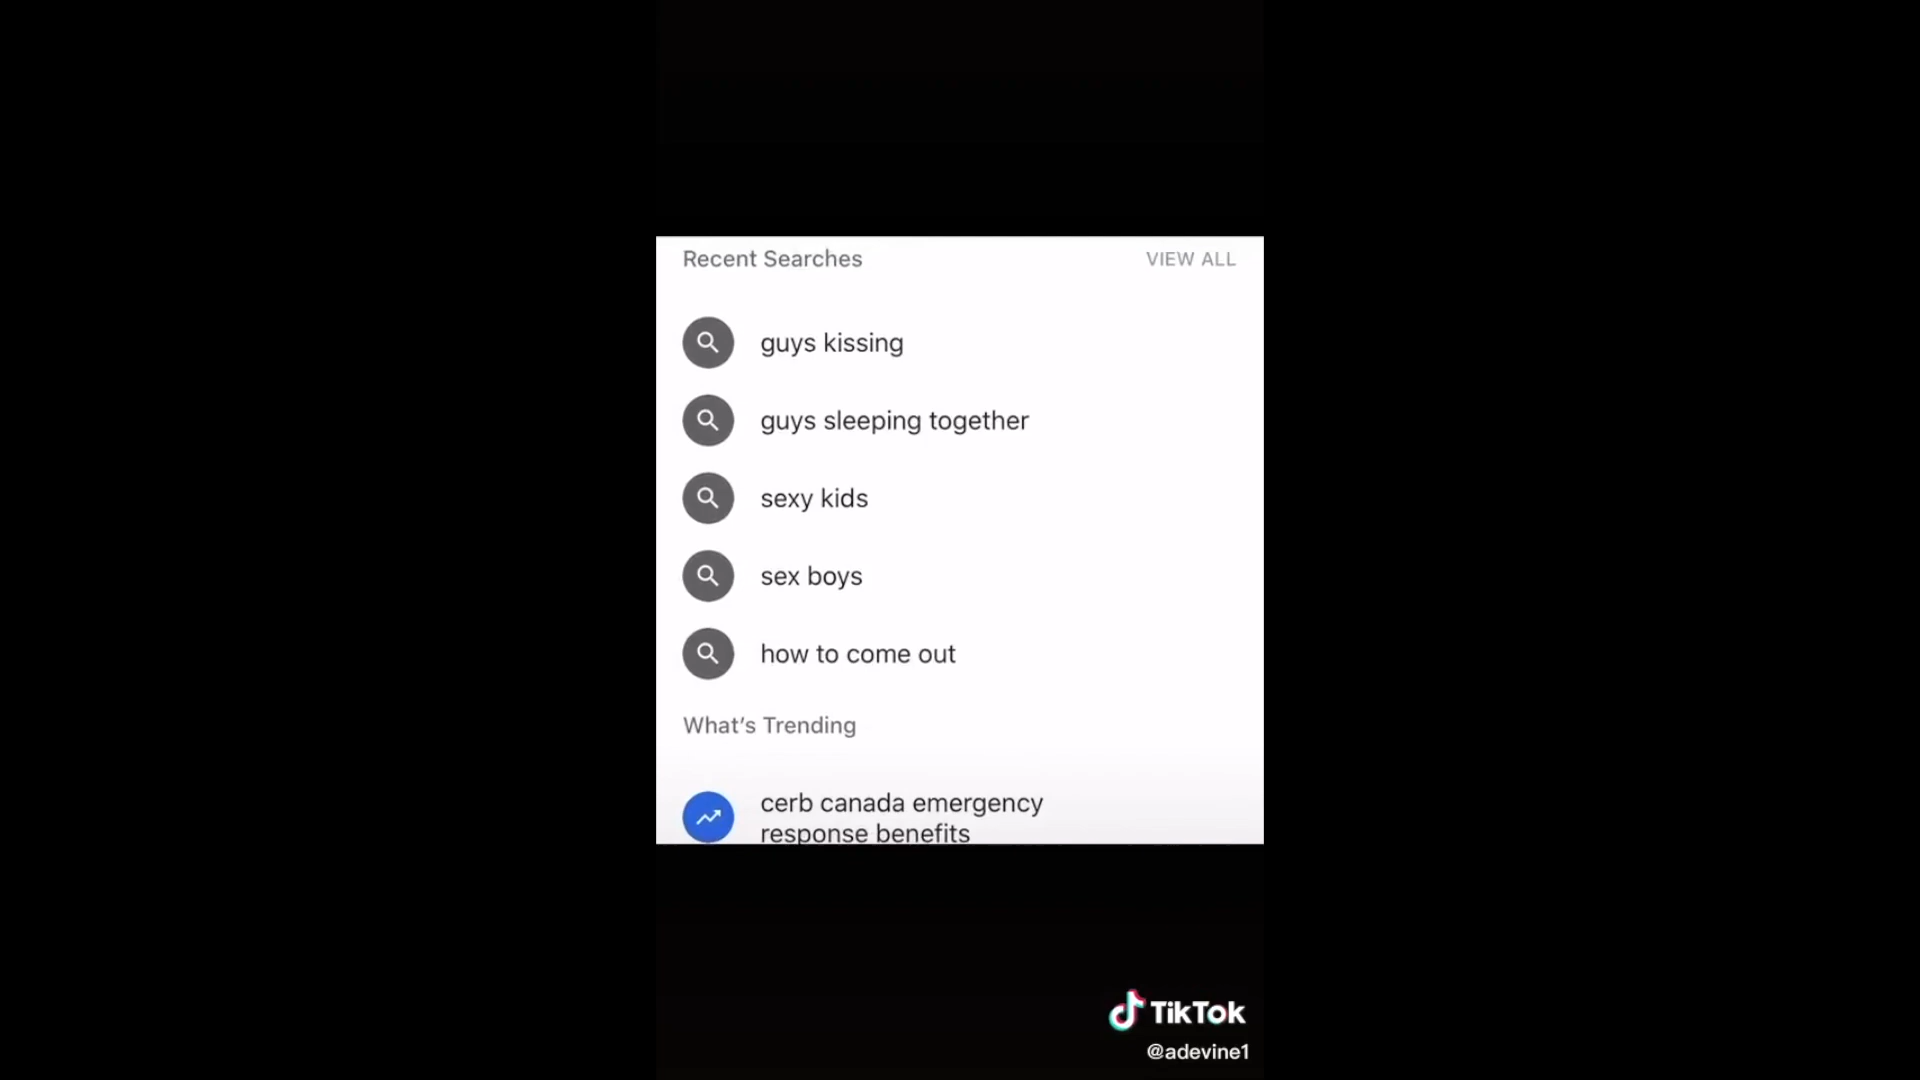 Recent Searches
VIEW ALL
guys kissing
guys sleeping together
sexy kids
sex boys
how to come out
What's Trending
cerb canada emergency
response benefits
TikTok
@adevine1